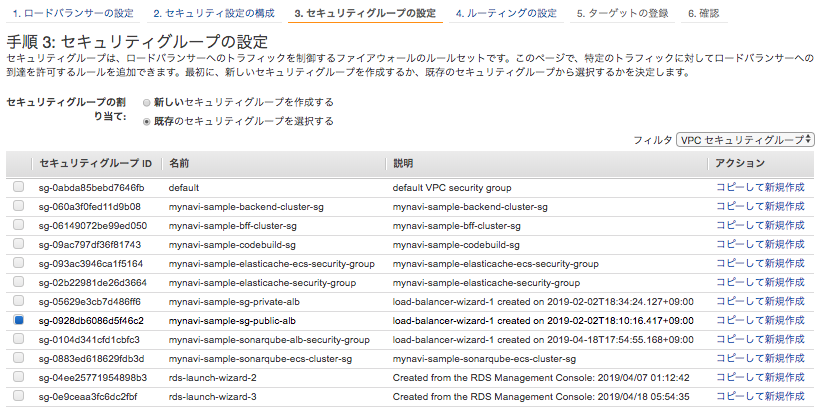 1. ロードバランサーの設定 2. セキュリティ設定の構成 3. セキュリティグループの設定 4. ルーティングの設定 5. ターゲットの登録 6. 確認
手順 3: セキュリティグループの設定
セキュリティグループは、ロードバランサーへのトラフィックを制御するファイアウォールのルールセットです。このページで、特定のトラフィックに対してロードバランサーへの
到達を許可するルールを追加できます。最初に、新しいセキュリティグループを作成するか、既存のセキュリティグループから選択するかを決定します。
セキュリティグループの割り当て: 新しいセキュリティグループを作成する
既存のセキュリティグループを選択する
フィルタ VPC セキュリティグループ
セキュリティグループ ID 名前 説明 アクション
sg-0abda85bebd7646fb default default VPC security group コピーして新規作成
sg-060a3f0fed11d9b08 mynavi-sample-backend-cluster-sg mynavi-sample-backend-cluster-sg コピーして新規作成
sg-06149072be99ed050 mynavi-sample-bff-cluster-sg mynavi-sample-bff-cluster-sg コピーして新規作成
sg-09ac797df36f81743 mynavi-sample-codebuild-sg mynavi-sample-codebuild-sg コピーして新規作成
sg-093ac3946ca1f5164 mynavi-sample-elasticache-ecs-security-group mynavi-sample-elasticache-ecs-security-group コピーして新規作成
sg-02b22981de26d3664 mynavi-sample-elasticache-security-group mynavi-sample-elasticache-security-group コピーして新規作成
sg-05629e3cb7d486ff6 mynavi-sample-sg-private-alb load-balancer-wizard-1 created on 2019-02-02T18:34:24.127+09:00 コピーして新規作成
sg-0928db6086d5f46c2 mynavi-sample-sg-public-alb load-balancer-wizard-1 created on 2019-02-02T18:10:16.417+09:00 コピーして新規作成
sg-0104d341cfd1cbfc3 mynavi-sample-sonarqube-alb-security-group load-balancer-wizard-1 created on 2019-04-18T17:54:55.168+09:00 コピーして新規作成
sg-0883ed618629fdb3d mynavi-sample-sonarqube-ecs-cluster-sg mynavi-sample-sonarqube-ecs-cluster-sg コピーして新規作成
sg-04ee25771954898b3 rds-launch-wizard-2 Created from the RDS Management Console: 2019/04/07 01:12:42 コピーして新規作成
sg-0e9ceaa3fc6dc2fbf rds-launch-wizard-3 Created from the RDS Management Console: 2019/04/18 05:54:35 コピーして新規作成